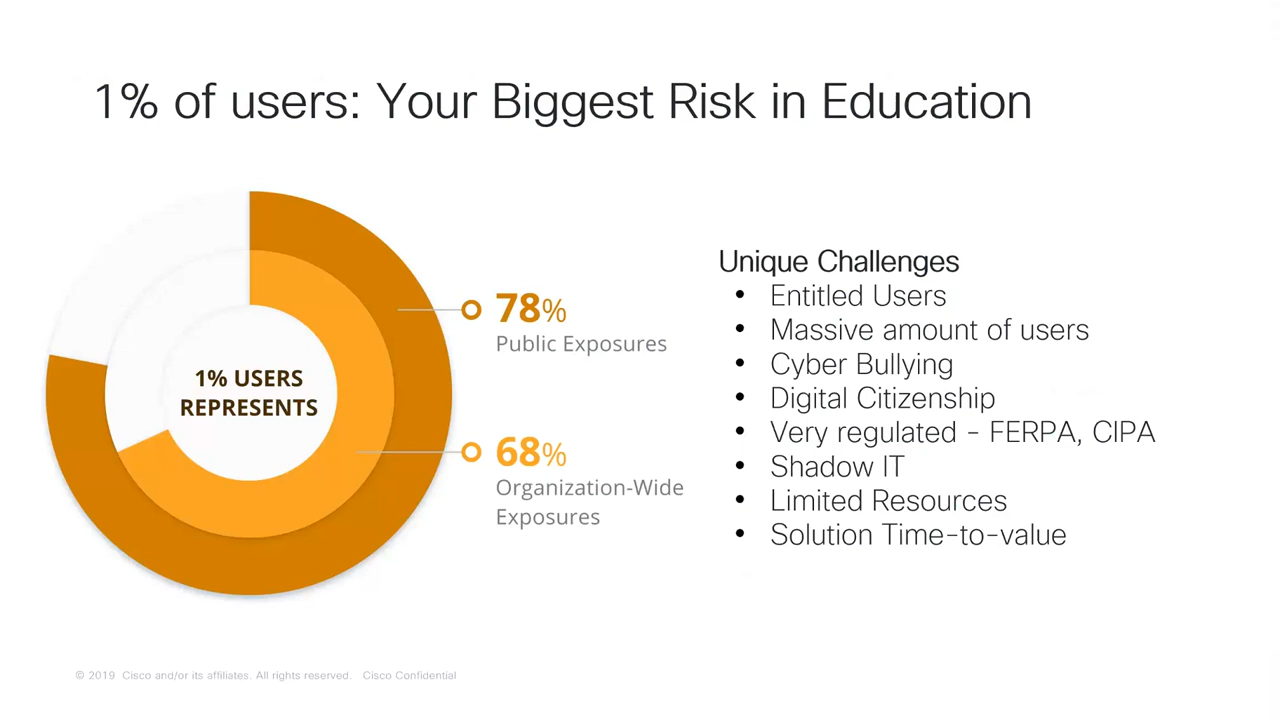 1% of users: Your Biggest Risk in Education
1% USERS
REPRESENTS
78%
Public Exposures
68%
Organization-Wide
Exposures
Unique Challenges
• Entitled Users
• Massive amount of users
• Cyber Bullying
• Digital Citizenship
• Very regulated - FERPA, CIPA
• Shadow IT
• Limited Resources
• Solution Time-to-value
© 2019 Cisco and/or its affiliates. All rights reserved. Cisco Confidential